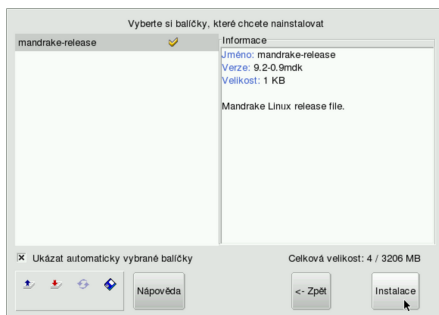 Vyberte si balíčky, které chcete nainstalovat
mandrake-release
Informace
Jméno: mandrake-release
Verze: 9.2-0.9mdk
Velikost: 1 KB
Mandrake Linux release file.
Ukázat automaticky vybrané balíčky
Celková velikost: 4 / 3206 MB
Nápověda
<- Zpět
Instalace